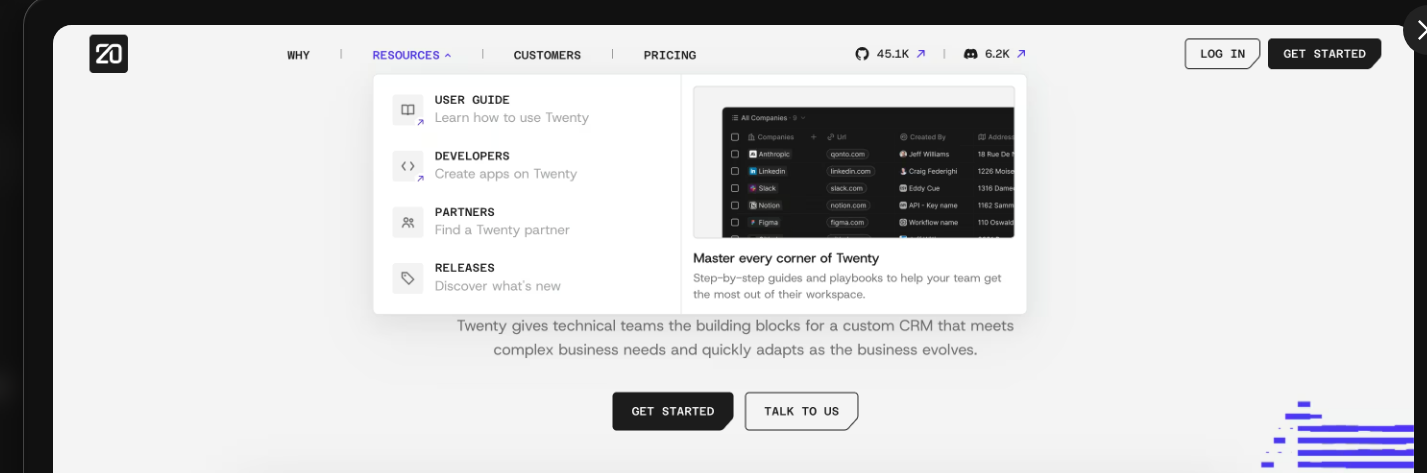 WHY
RESOURCES
CUSTOMERS
PRICING
45.1K
6.2K
LOG IN
GET STARTED
USER GUIDE
Learn how to use Twenty
DEVELOPERS
Create apps on Twenty
PARTNERS
Find a Twenty partner
RELEASES
Discover what's new
All Companies · 9
Companies + Url Created By Address
Anthropic qonto.com Jeff Williams 18 Rue De
Linkedin linkedin.com Craig Federighi 1226 Moise
Slack slack.com Eddy Cue 1316 Dame
Notion notion.com API - Key name 1162 Sammi
Figma figma.com Workflow name 110 Oswald
Master every corner of Twenty
Step-by-step guides and playbooks to help your team get
the most out of their workspace.
Twenty gives technical teams the building blocks for a custom CRM that meets
complex business needs and quickly adapts as the business evolves.
GET STARTED
TALK TO US